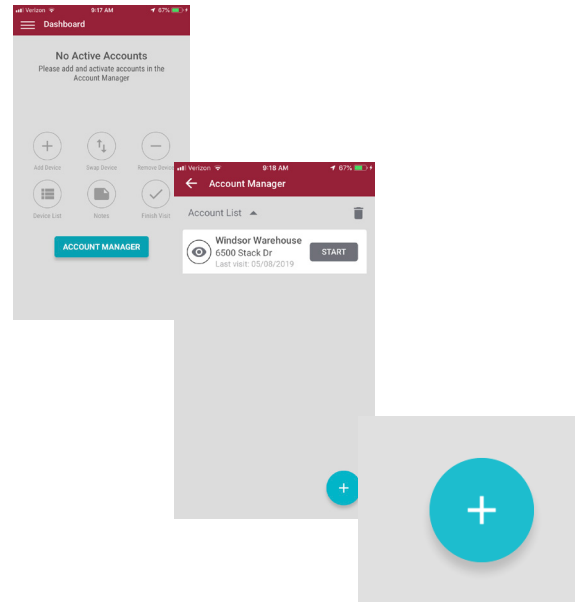 Verizon 9:17 AM 67%
Dashboard
No Active Accounts
Please add and activate accounts in the
Account Manager
Add Device Swap Device Remove Device
Device List Notes Finish Visit
ACCOUNT MANAGER
Verizon 9:18 AM 67%
Account Manager
Account List
Windsor Warehouse
6500 Stack Dr START
Last visit: 05/08/2019